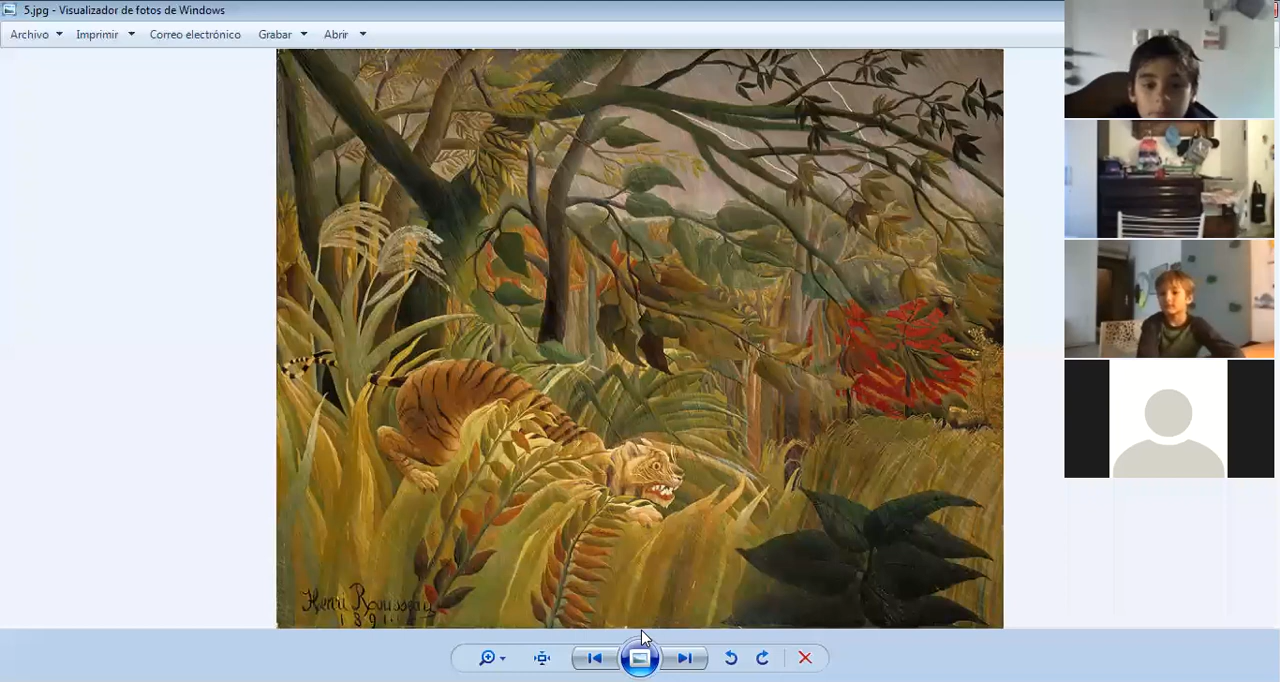 5.jpg - Visualizador de fotos de Windows
Archivo Imprimir Correo electrónico Grabar Abrir
Henri Rousseau
1891.